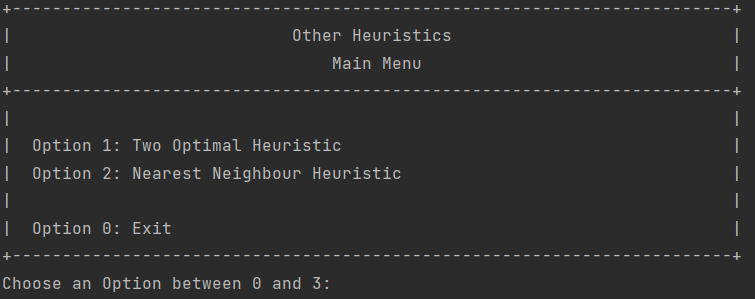 Other Heuristics
Main Menu
Option 1: Two Optimal Heuristic
Option 2: Nearest Neighbour Heuristic
Option 0: Exit
Choose an Option between 0 and 3: